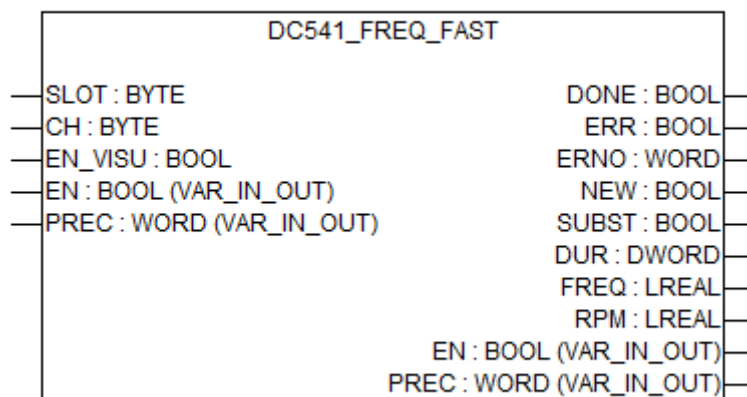 DC541_FREQ_FAST
SLOT : BYTE
DONE : BOOL
CH : BYTE
ERR : BOOL
EN_VISU : BOOL
ERNO : WORD
EN : BOOL (VAR_IN_OUT)
NEW : BOOL
PREC : WORD (VAR_IN_OUT)
SUBST : BOOL
DUR : DWORD
FREQ : LREAL
RPM : LREAL
EN : BOOL (VAR_IN_OUT)
PREC : WORD (VAR_IN_OUT)